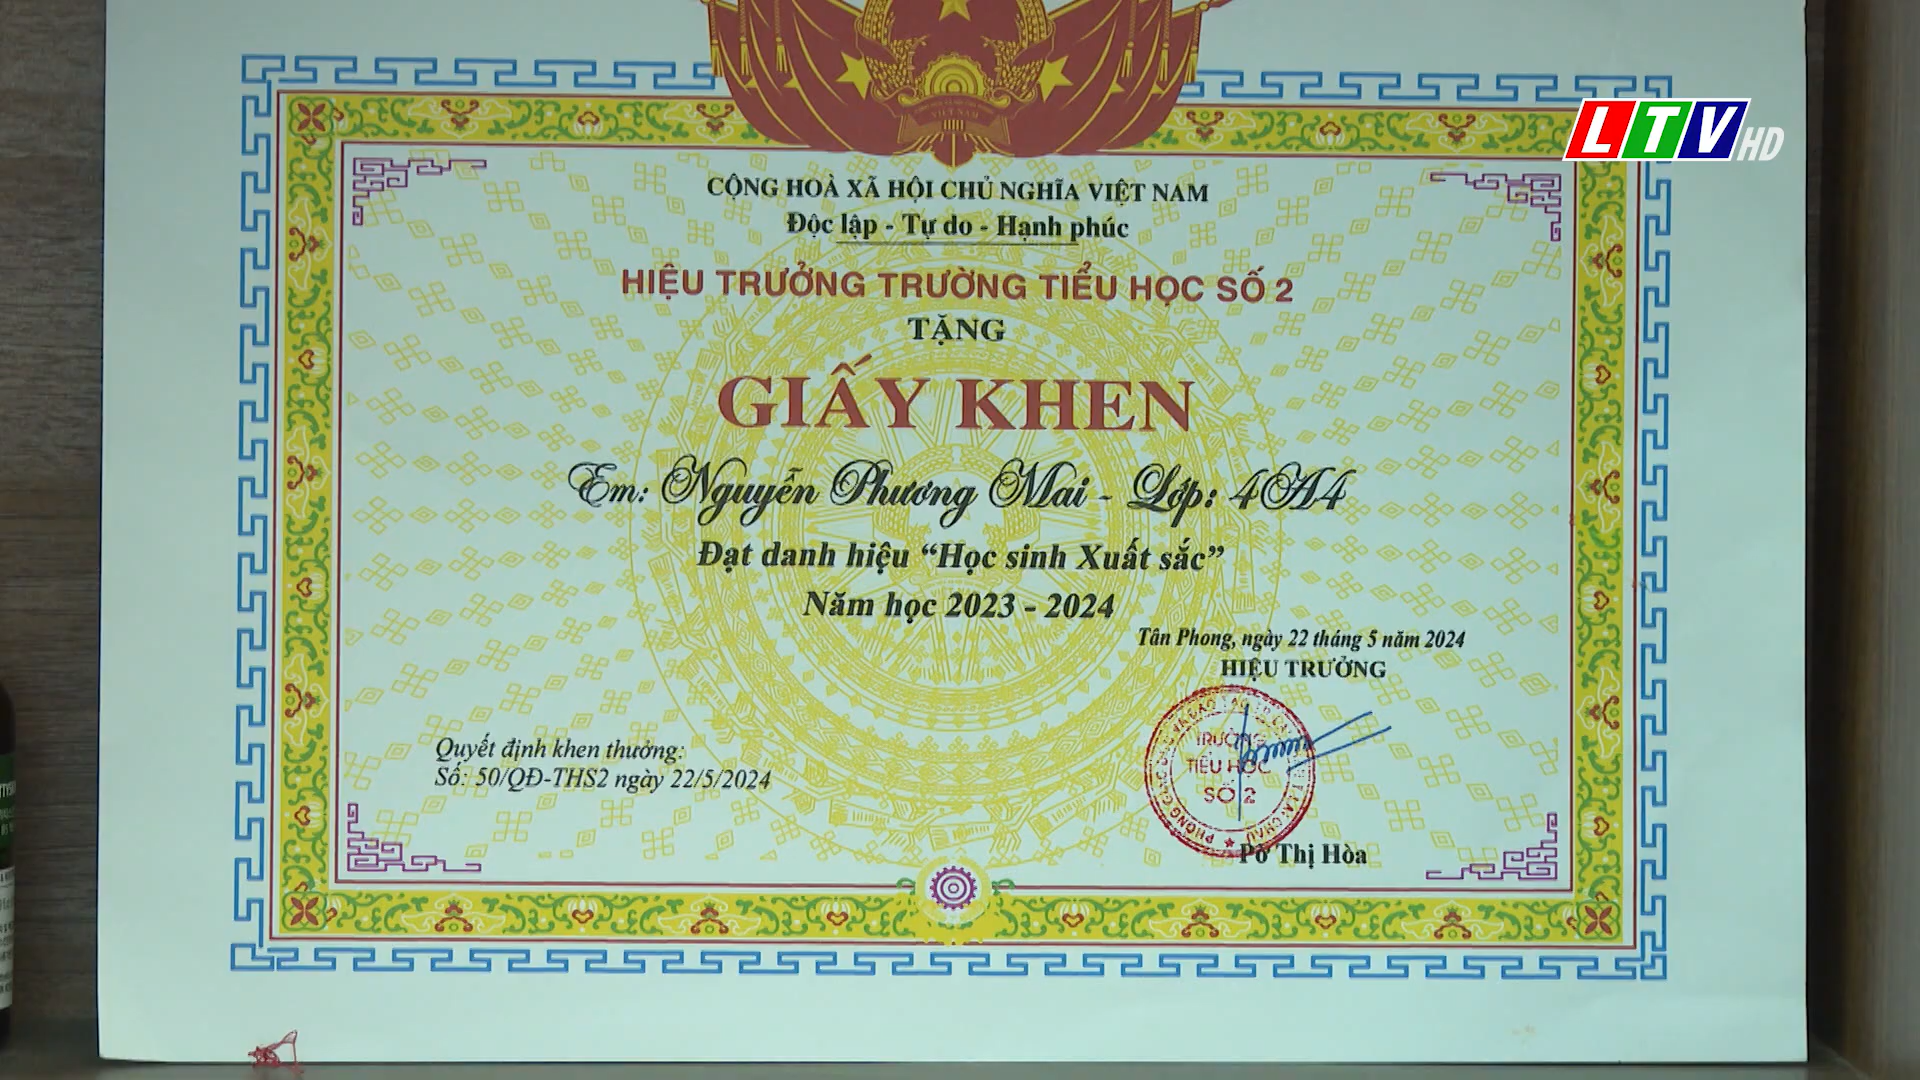 LTV HD
VIỆT NAM
CỘNG HOÀ XÃ HỘI CHỦ NGHĨA VIỆT NAM
Độc lập - Tự do - Hạnh phúc
HIỆU TRƯỞNG TRƯỜNG TIỂU HỌC SỐ 2
TẶNG
GIẤY KHEN
Em: Nguyễn Phương Mai - Lớp: 4A4
Đạt danh hiệu “Học sinh Xuất sắc”
Năm học 2023 - 2024
Tân Phong, ngày 22 tháng 5 năm 2024
HIỆU TRƯỞNG
TRƯỜNG
TIỂU HỌC
SỐ 2
Quyết định khen thưởng:
Số: 50/QĐ-THS2 ngày 22/5/2024
Pờ Thị Hòa